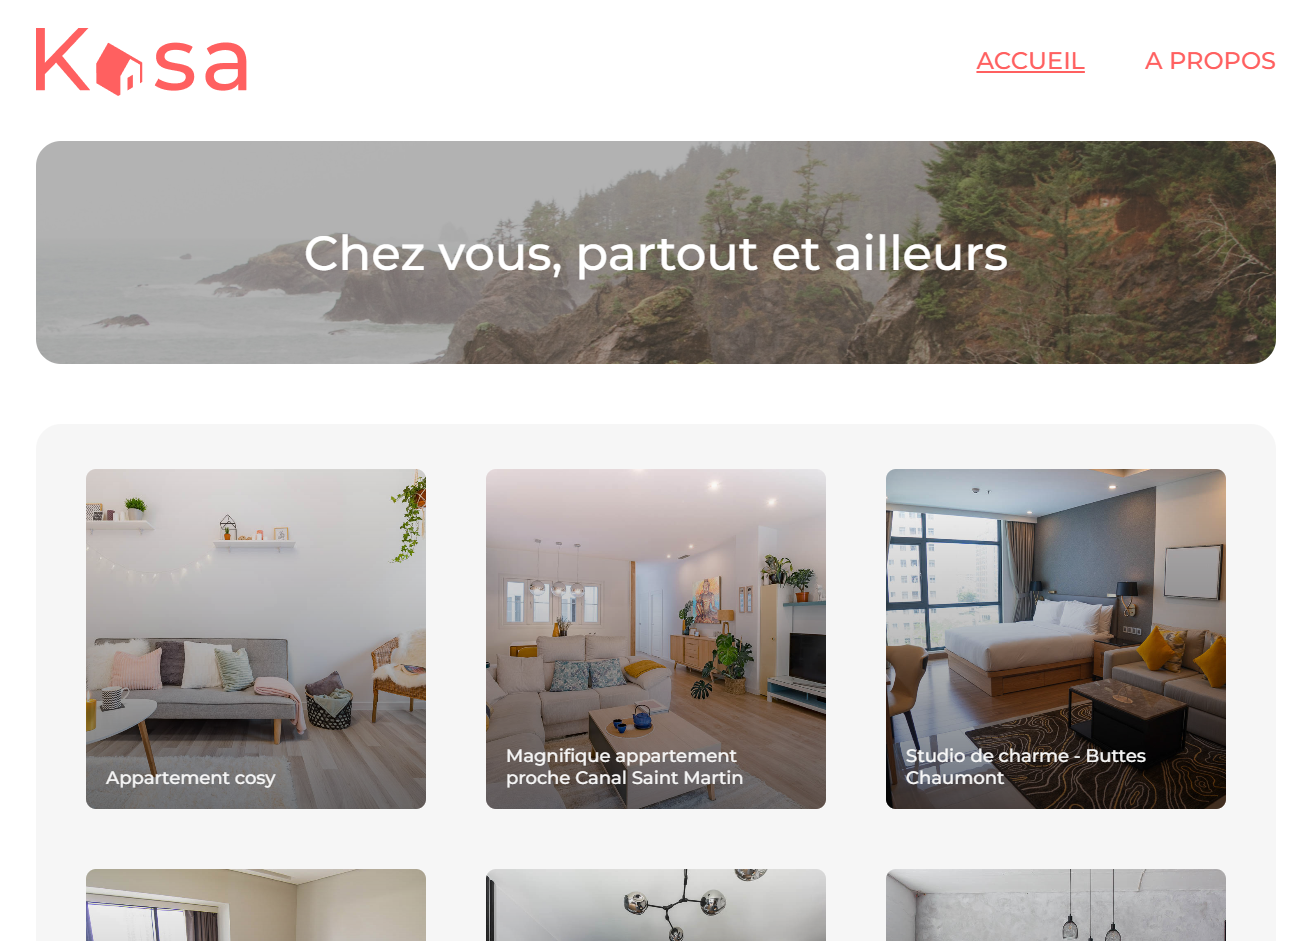 Kasa
ACCUEIL
A PROPOS
Chez vous, partout et ailleurs
Appartement cosy
Magnifique appartement
proche Canal Saint Martin
Studio de charme - Buttes
Chaumont